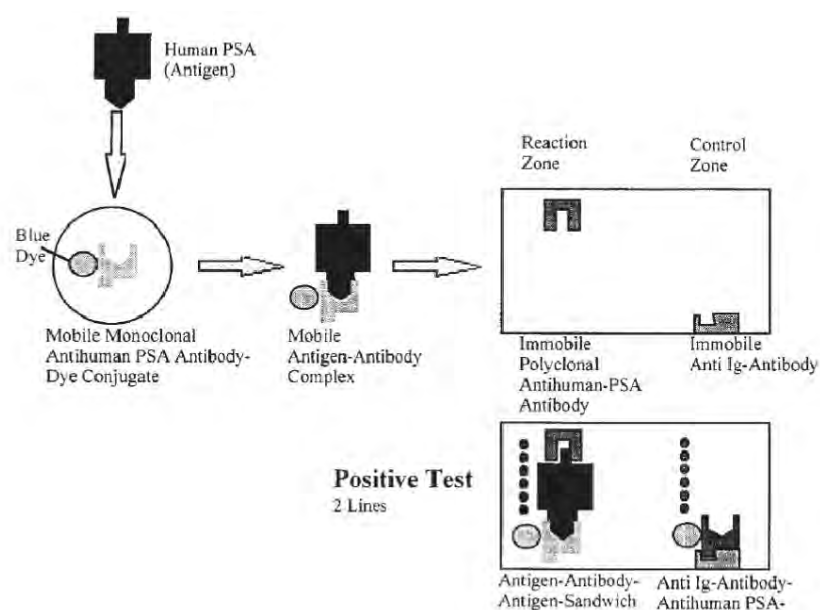 Human PSA
(Antigen)
Reaction
Zone
Control
Zone
Blue
Dye
Mobile Monoclonal
Antihuman PSA Antibody-
Dye Conjugate
Mobile
Antigen-Antibody
Complex
Immobile
Polyclonal
Antihuman-PSA
Antibody
Immobile
Anti Ig-Antibody
Positive Test
2 Lines
Antigen-Antibody-
Antigen-Sandwich
Anti Ig-Antibody-
Antihuman PSA-